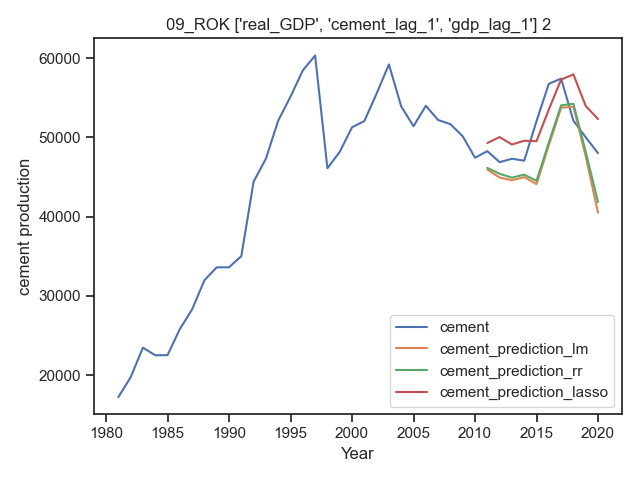 09_ROK ['real_GDP', 'cement_lag_1', 'gdp_lag_1'] 2
60000
50000
40000
30000
20000
cement production
1980 1985 1990 1995 2000 2005 2010 2015 2020
Year
cement
cement_prediction_lm
cement_prediction_rr
cement_prediction_lasso